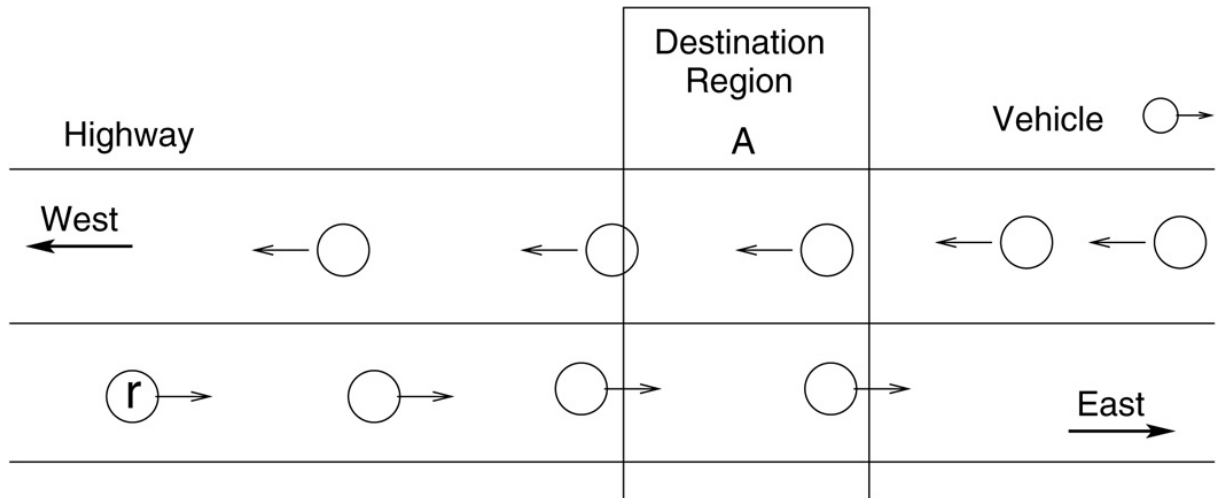 Destination
Region
A
Highway
Vehicle
West
r
East